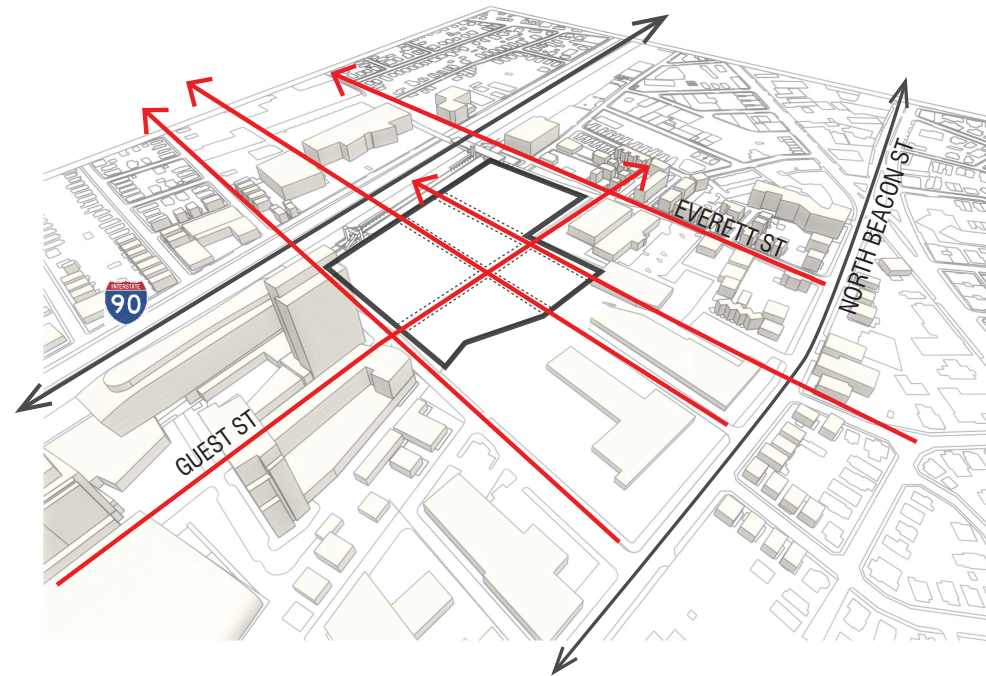 EVERETT ST
NORTH BEACON ST
INTERSTATE
90
GUEST ST